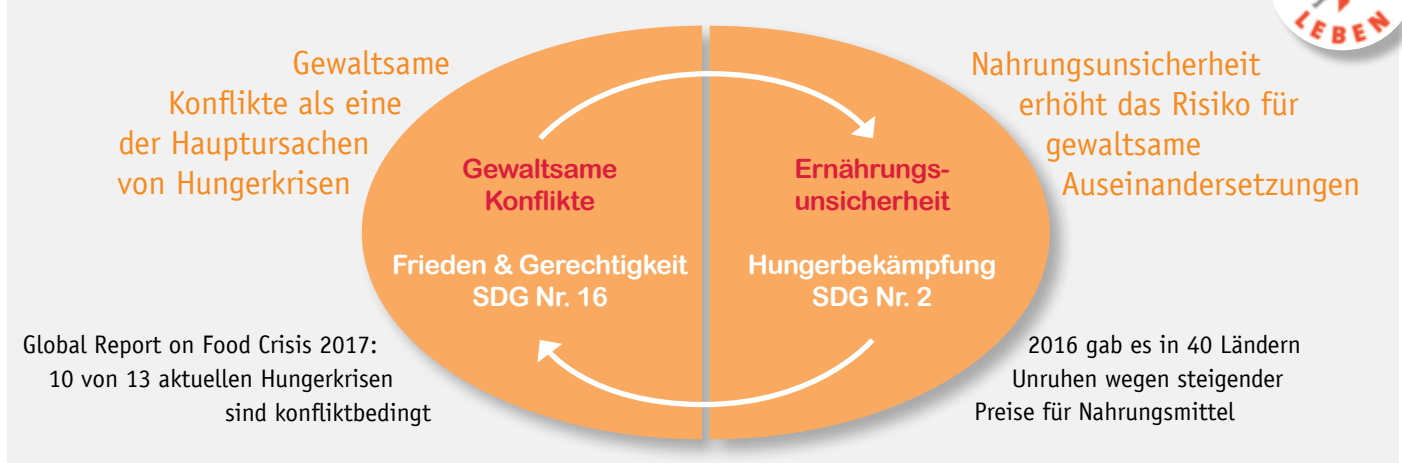 LEBEN
Gewaltsame
Konflikte als eine
der Hauptursachen
von Hungerkrisen
Gewaltsame
Konflikte
Frieden & Gerechtigkeit
SDG Nr. 16
Ernährungs-
unsicherheit
Hungerbekämpfung
SDG Nr. 2
Nahrungsunsicherheit
erhöht das Risiko für
gewaltsame
Auseinandersetzungen
Global Report on Food Crisis 2017:
10 von 13 aktuellen Hungerkrisen
sind konfliktbedingt
2016 gab es in 40 Ländern
Unruhen wegen steigender
Preise für Nahrungsmittel